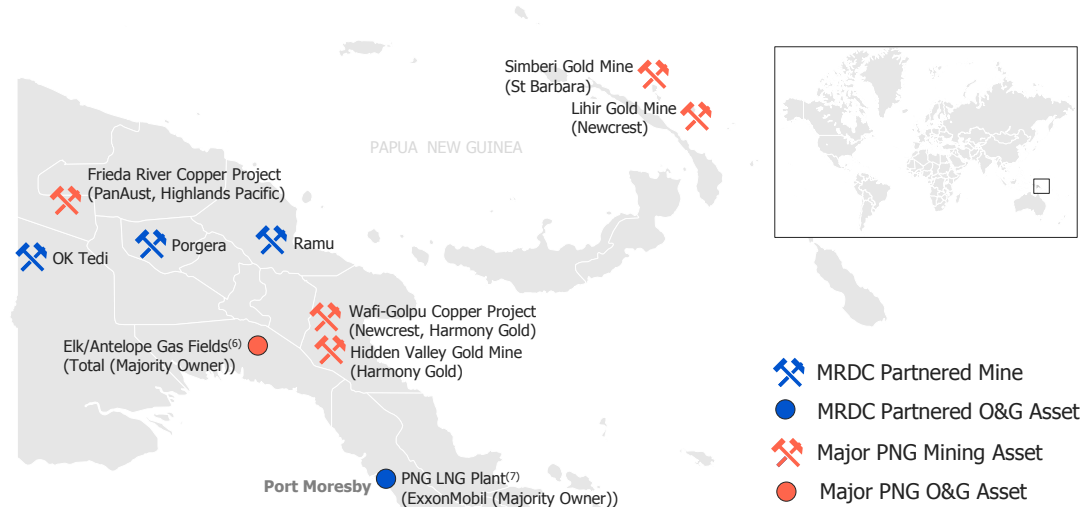 Simberi Gold Mine
(St Barbara)
Lihir Gold Mine
(Newcrest)
PAPUA NEW GUINEA
Frieda River Copper Project
(PanAust, Highlands Pacific)
OK Tedi
Porgera
Ramu
Wafi-Golpu Copper Project
(Newcrest, Harmony Gold)
Elk/Antelope Gas Fields(6)
(Total (Majority Owner))
Hidden Valley Gold Mine
(Harmony Gold)
MRDC Partnered Mine
MRDC Partnered O&G Asset
Major PNG Mining Asset
Major PNG O&G Asset
Port Moresby
PNG LNG Plant(7)
(ExxonMobil (Majority Owner))